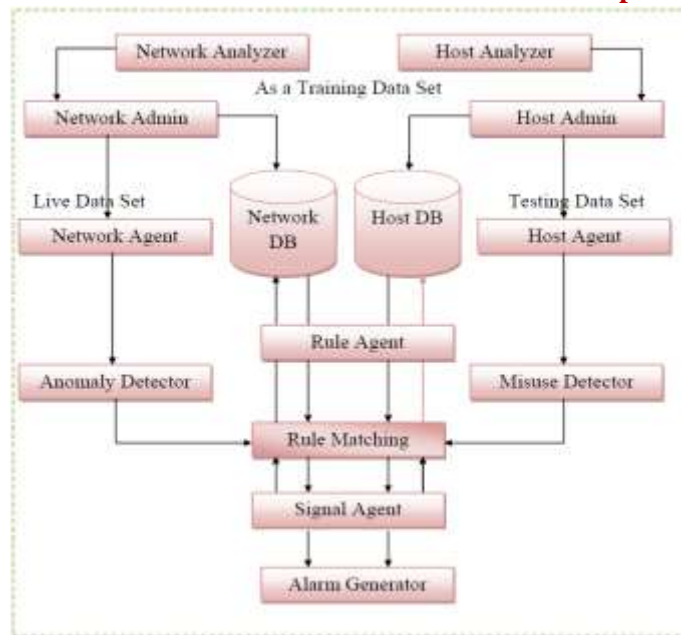 Network Analyzer
Host Analyzer
As a Training Data Set
Network Admin
Host Admin
Live Data Set
Testing Data Set
Network
DB
Host DB
Network Agent
Host Agent
Rule Agent
Anomaly Detector
Misuse Detector
Rule Matching
Signal Agent
Alarm Generator